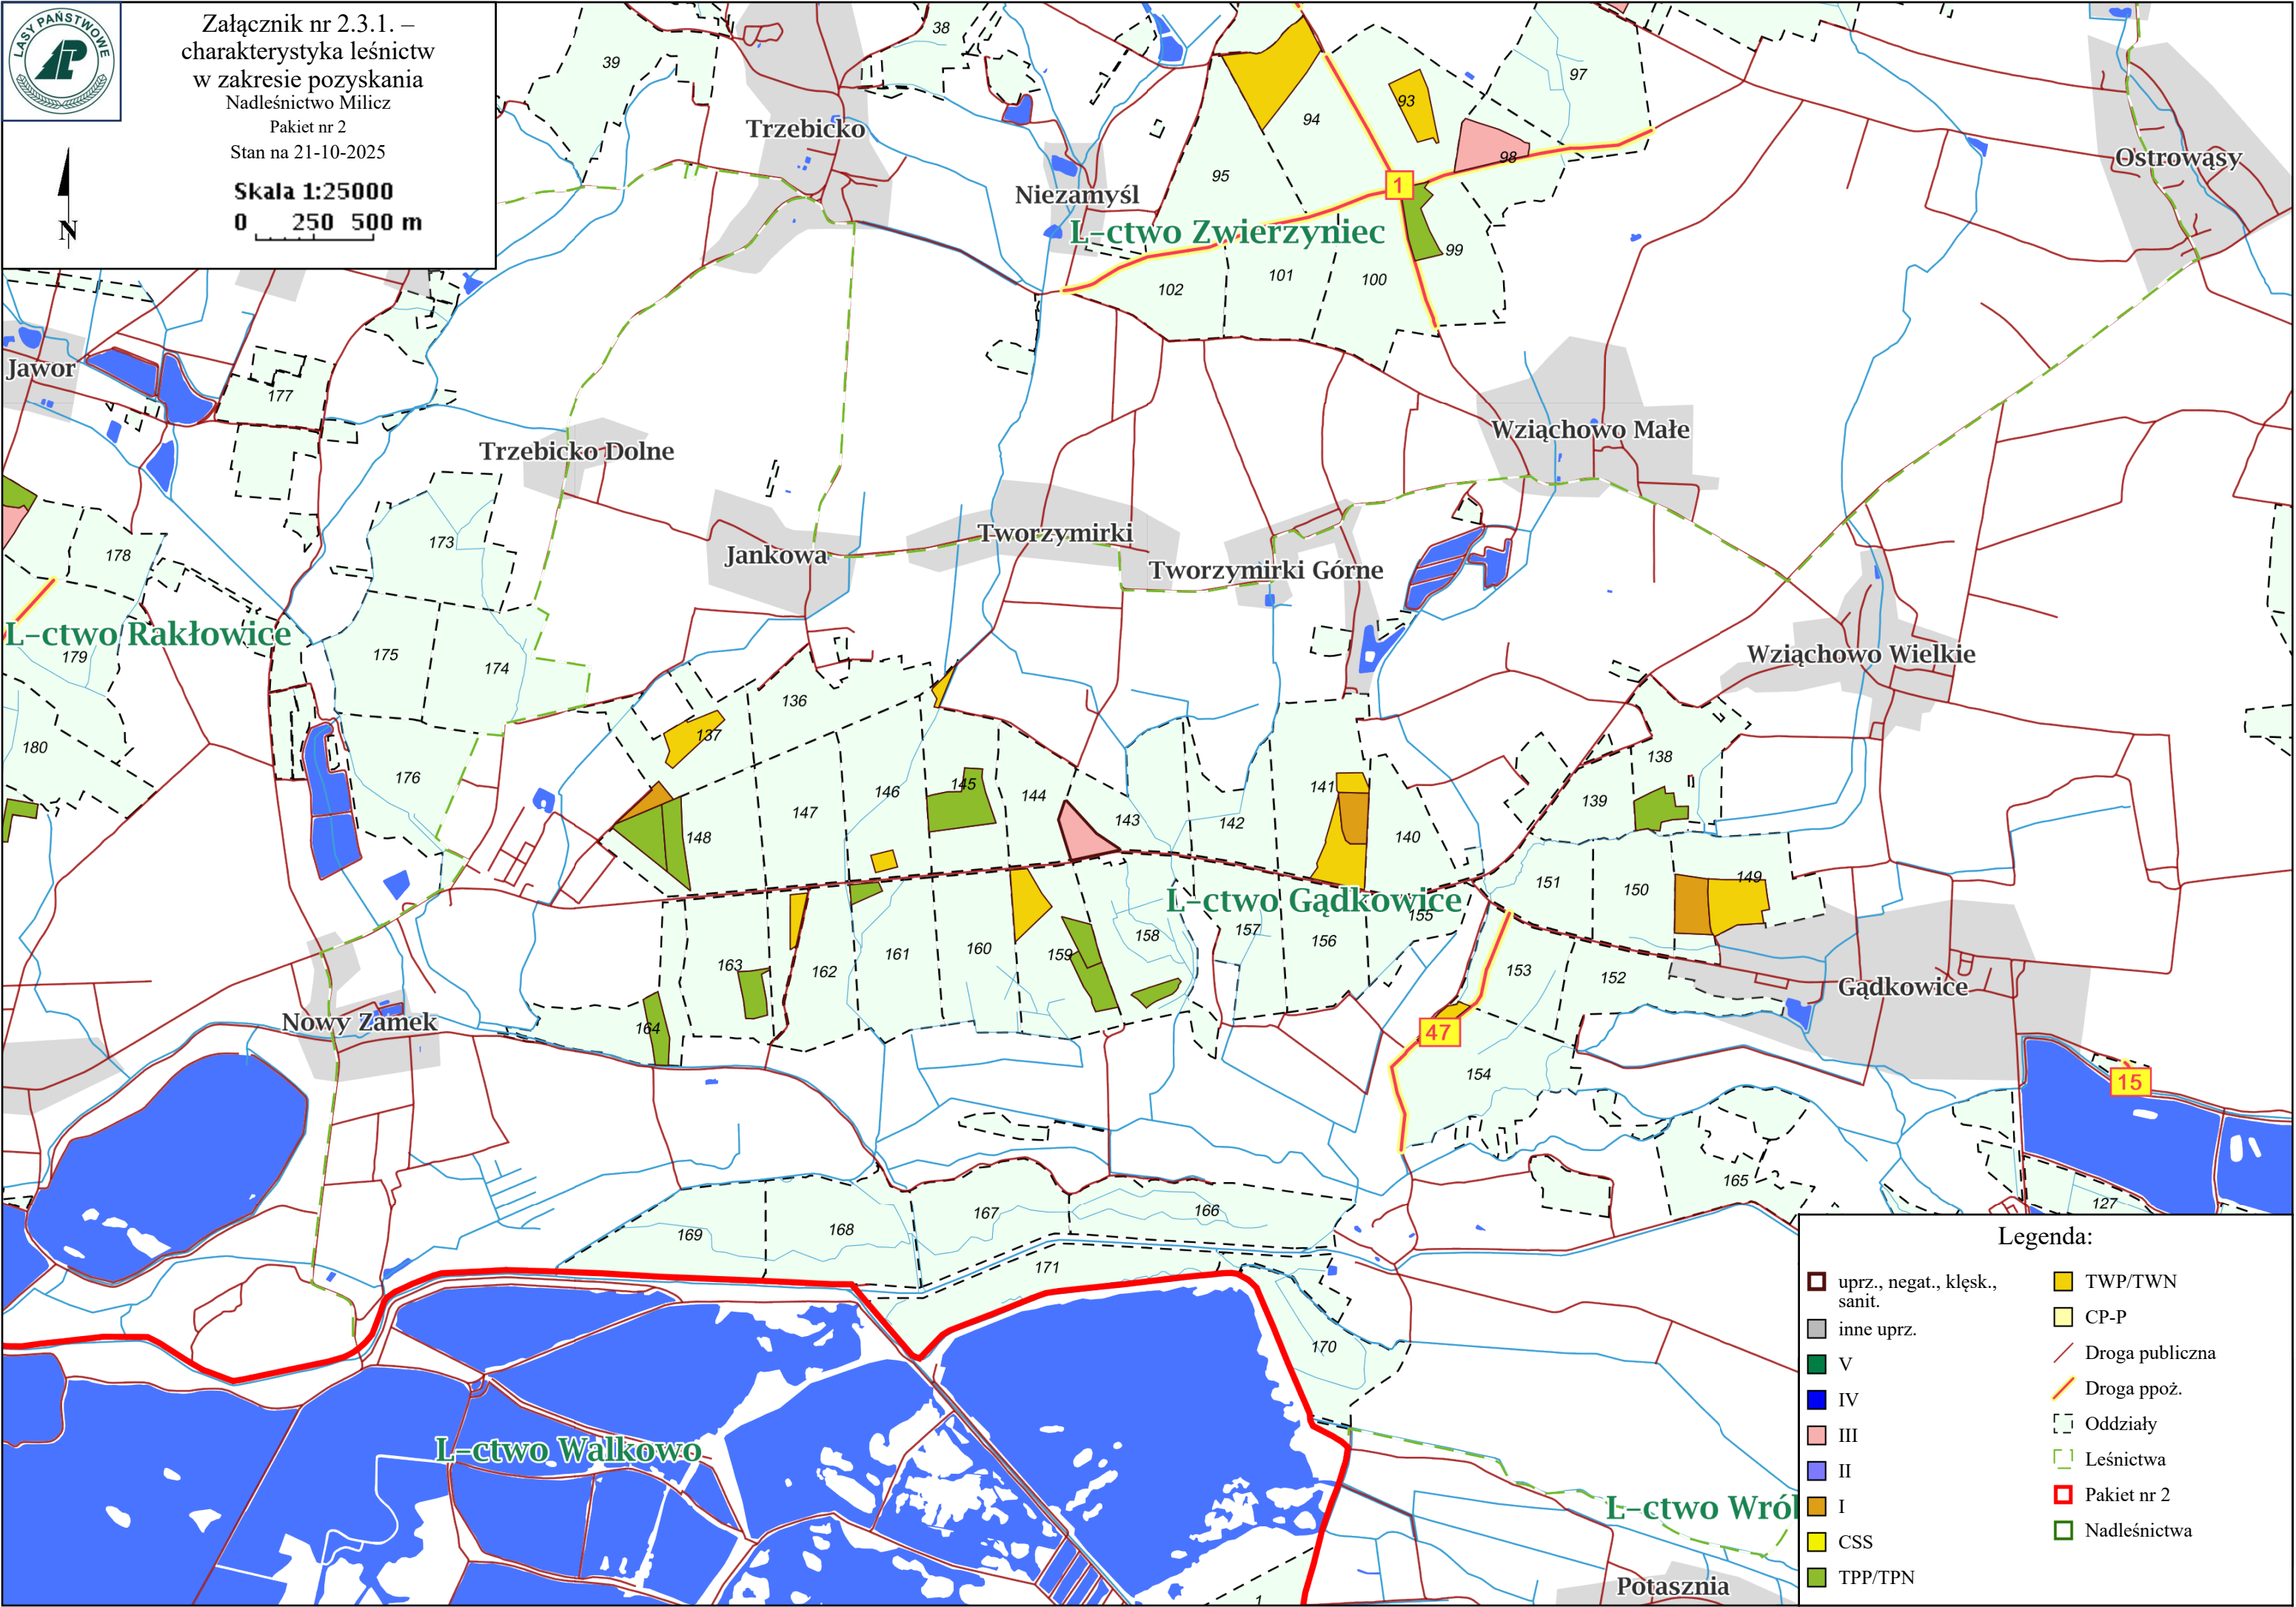 LASY PAŃSTWOWE
Załącznik nr 2.3.1. –
charakterystyka leśnictw
w zakresie pozyskania
Nadleśnictwo Milicz
Pakiet nr 2
Stan na 21-10-2025
Skala 1:25000
0 250 500 m
N
38
39
97
93
94
Trzebicko
98
Ostrowąsy
95
1
Niezamyśl
L-ctwo Zwierzyniec
99
101
100
102
Jawor
177
Wziąchowo Małe
Trzebicko Dolne
Tworzymirki
173
178
Jankowa
Tworzymirki Górne
L-ctwo Rakłowice
179
175
174
Wziąchowo Wielkie
136
137
180
138
176
145
141
146
144
139
147
143
142
148
140
149
151
150
L-ctwo Gądkowice
155
157
158
156
159
160
161
163
162
153
152
Gądkowice
Nowy Zamek
164
47
154
15
165
127
166
167
168
169
171
170
L-ctwo Walkowo
L-ctwo Wról
Potasznia
1
Legenda:
uprz., negat., klęsk.,
sanit.
inne uprz.
V
IV
III
II
I
CSS
TPP/TPN
TWP/TWN
CP-P
Droga publiczna
Droga ppoż.
Oddziały
Leśnictwa
Pakiet nr 2
Nadleśnictwa